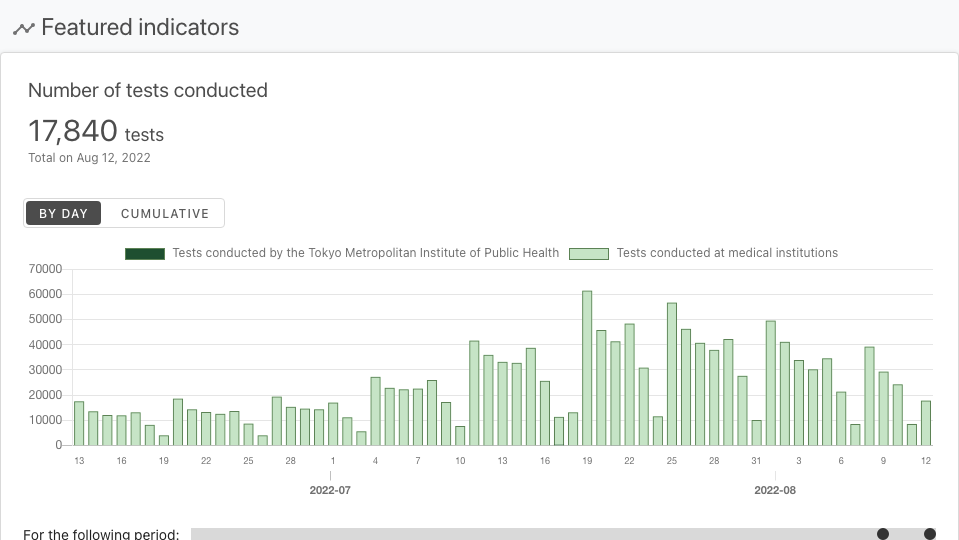 Featured indicators
Number of tests conducted
17,840 tests
Total on Aug 12, 2022
BY DAY CUMULATIVE
Tests conducted by the Tokyo Metropolitan Institute of Public Health Tests conducted at medical institutions
70000
60000
50000
40000
30000
20000
10000
0
13 16 19 22 25 28 1 4 7 10 13 16 19 22 25 28 31 3 6 9 12
2022-07 2022-08
For the following period: